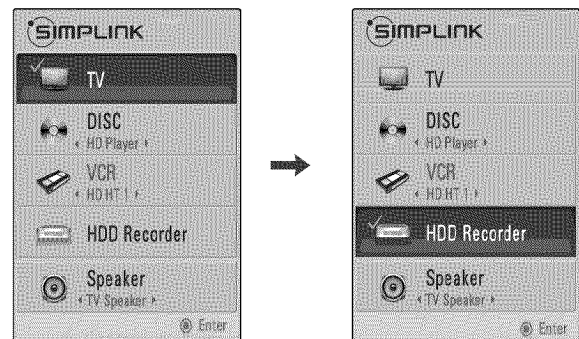 SIMPLINK
TV
DISC
HD Player
VCR
HD HT 1
HDD Recorder
Speaker
TV Speaker
Enter
SIMPLINK
TV
DISC
HD Player
VCR
HD HT 1
HDD Recorder
Speaker
TV Speaker
Enter